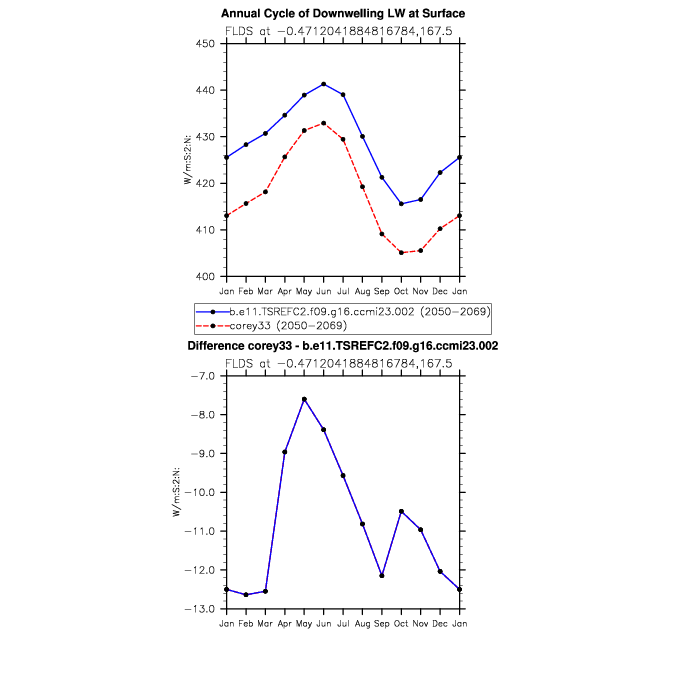 Annual Cycle of Downwelling LW at Surface
FLDS at −0.471204188481​6784,167.5
450
440
430
420
410
400
W/m:S:2:N:
Jan Feb Mar Apr May Jun Jul Aug Sep Oct Nov Dec Jan
b.e11.TSREFC2.f09.g16.ccmi23.002 (2050−2069)
corey33 (2050−2069)
Difference corey33 - b.e11.TSREFC2.f09.g16.ccmi23.002
FLDS at −0.4712041884816784,167.5
−7.0
−8.0
−9.0
−10.0
−11.0
−12.0
−13.0
W/m:S:2:N:
Jan Feb Mar Apr May Jun Jul Aug Sep Oct Nov Dec Jan